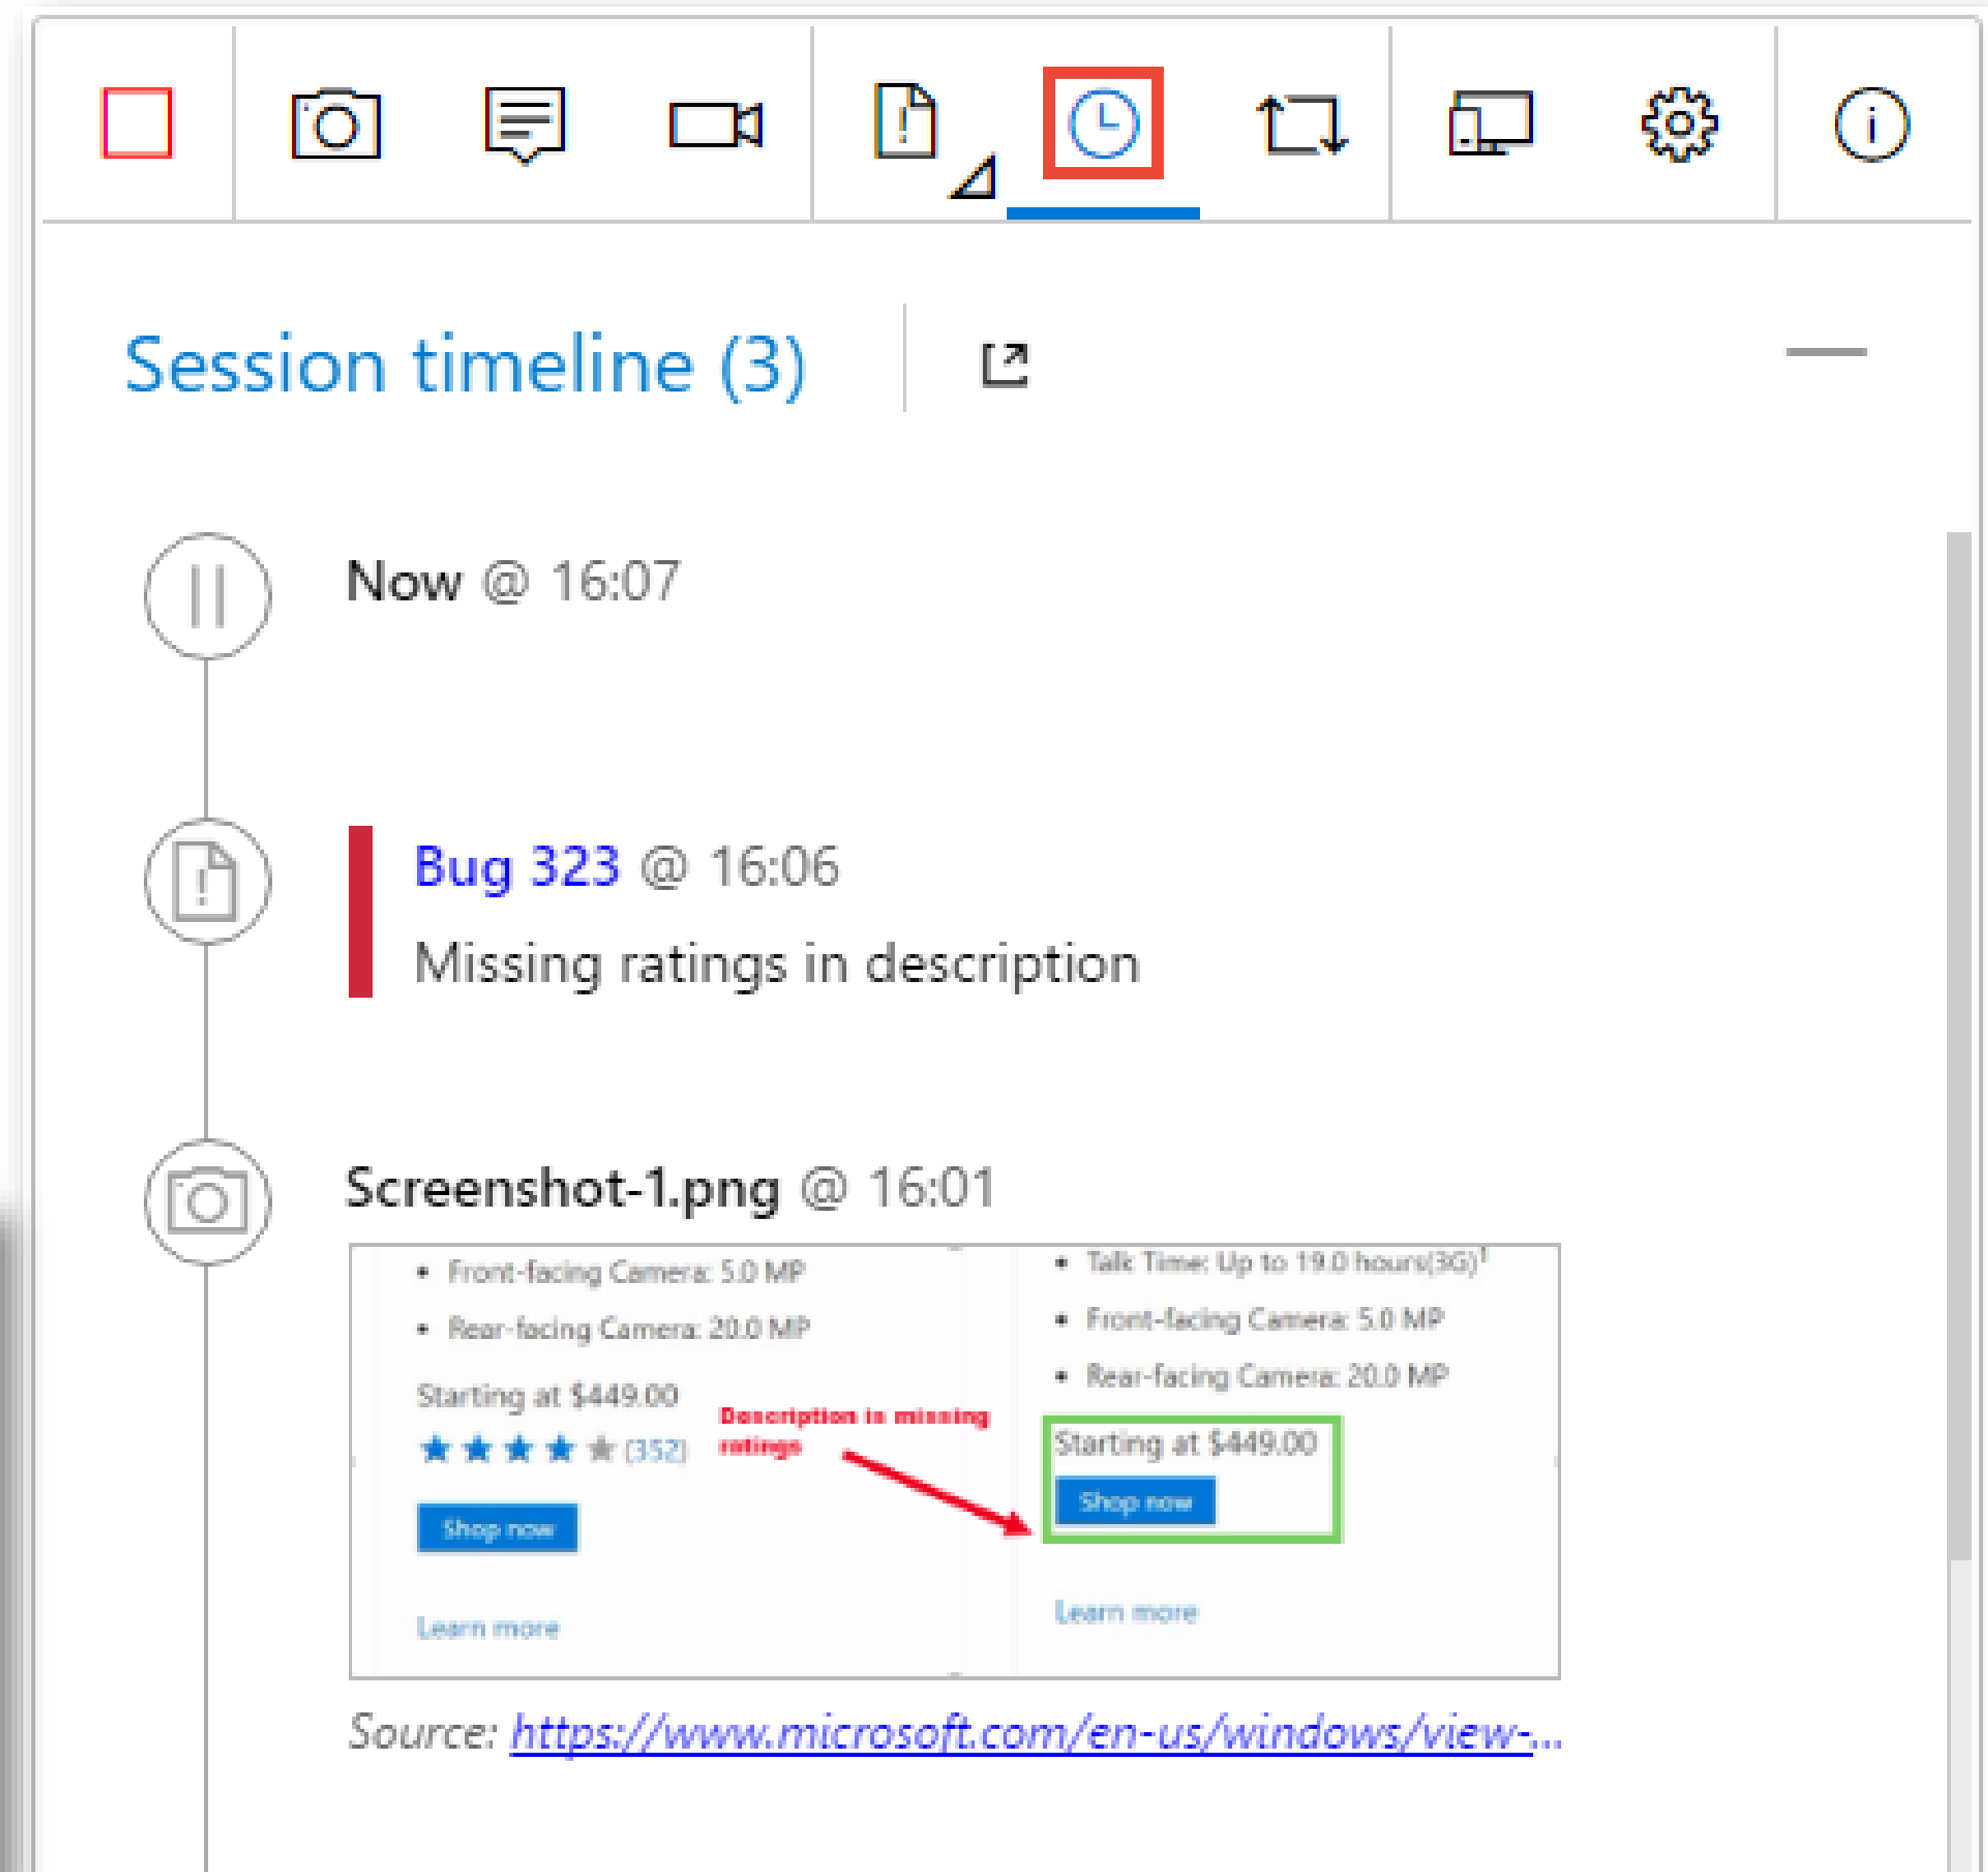 Session timeline (3)
Now @ 16:07
Bug 323 @ 16:06
Missing ratings in description
Screenshot-1.png @ 16:01
• Front-facing Camera: 5.0 MP
• Rear-facing Camera: 20.0 MP
Starting at $449.00
(352)
Shop now
Learn more
Description is missing
ratings
• Talk Time: Up to 19.0 hours(3G)¹
• Front-facing Camera: 5.0 MP
• Rear-facing Camera: 20.0 MP
Starting at $449.00
Shop now
Learn more
Source: https://www.microsoft.com/en-us/windows/view-...